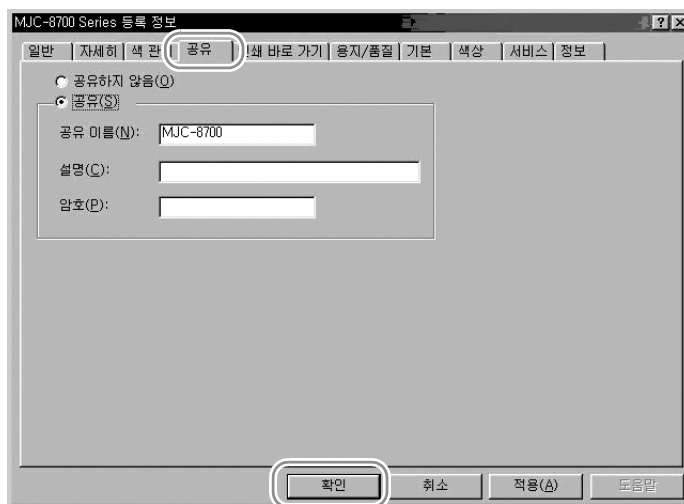 MJC-8700 Series 등록 정보
일반 자세히 색 관 공유 쇄 바로 가기 용지/품질 기본 색상 서비스 정보
공유하지 않음(O)
공유(S)
공유 이름(N): MJC-8700
설명(C):
암호(P):
확인 취소 적용(A) 도움말